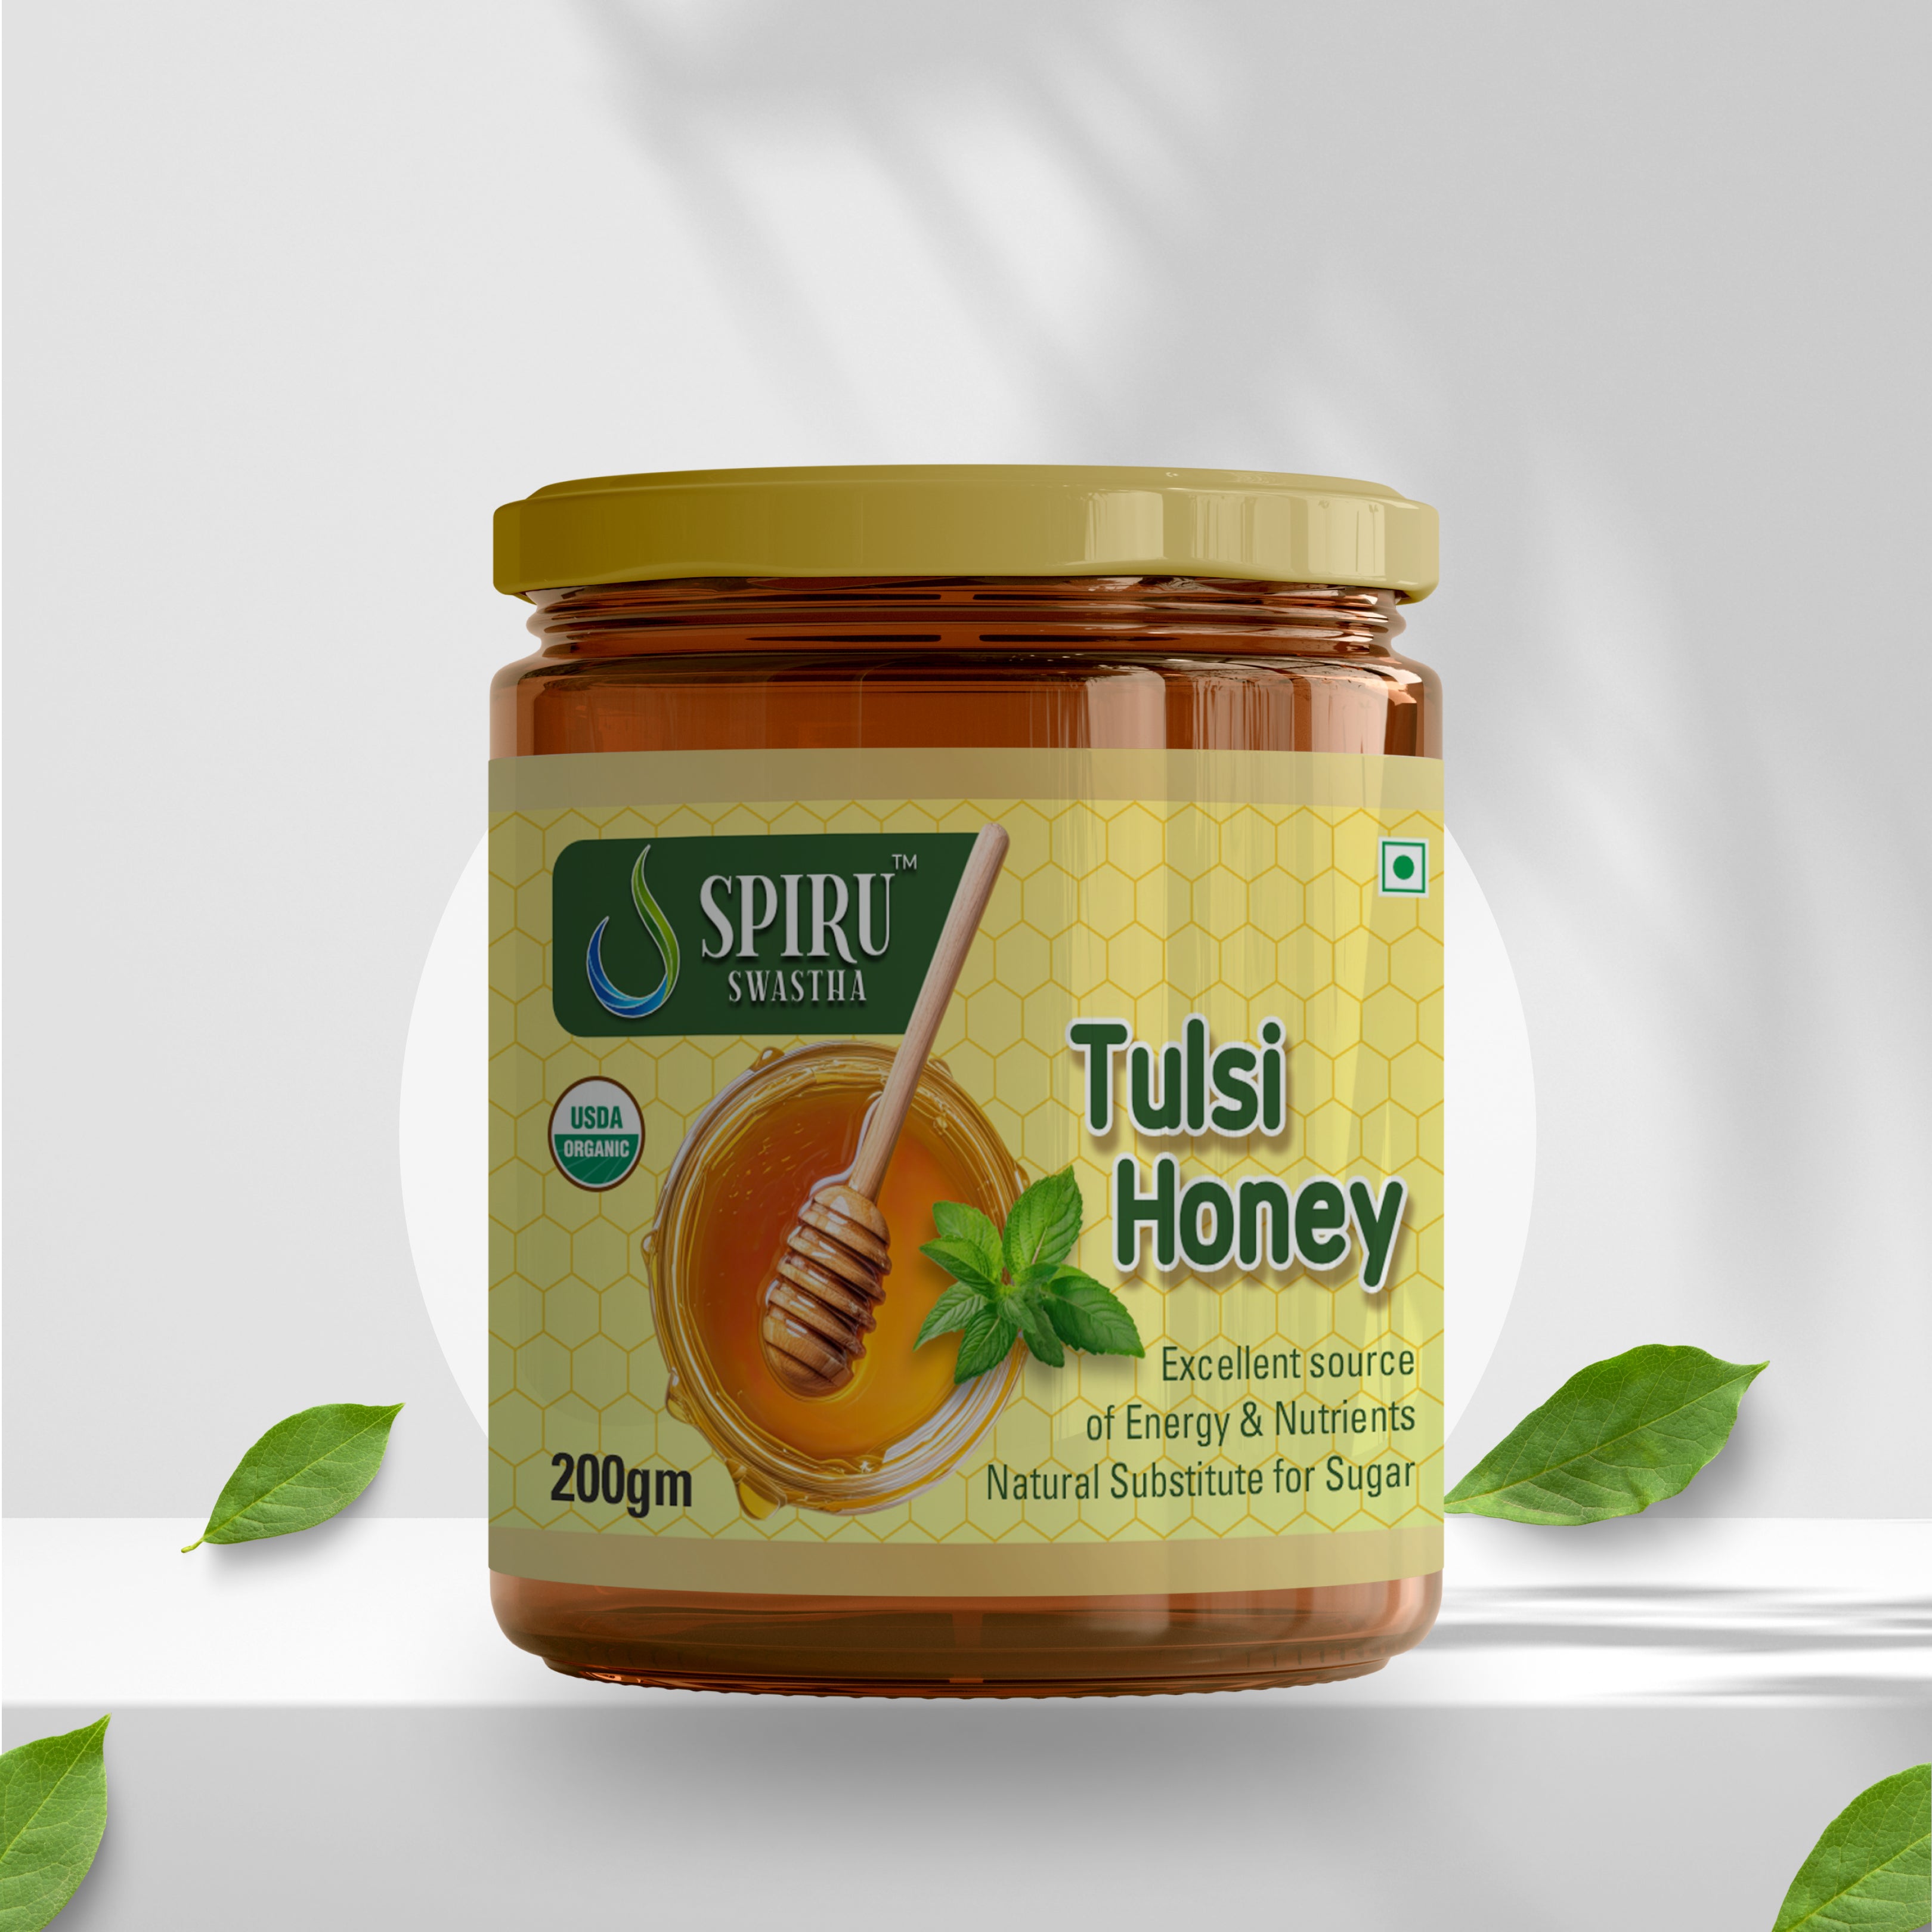 SPIRU™
SWASTHA
USDA
ORGANIC
Tulsi
Honey
Excellent source
of Energy & Nutrients
Natural Substitute for Sugar
200gm